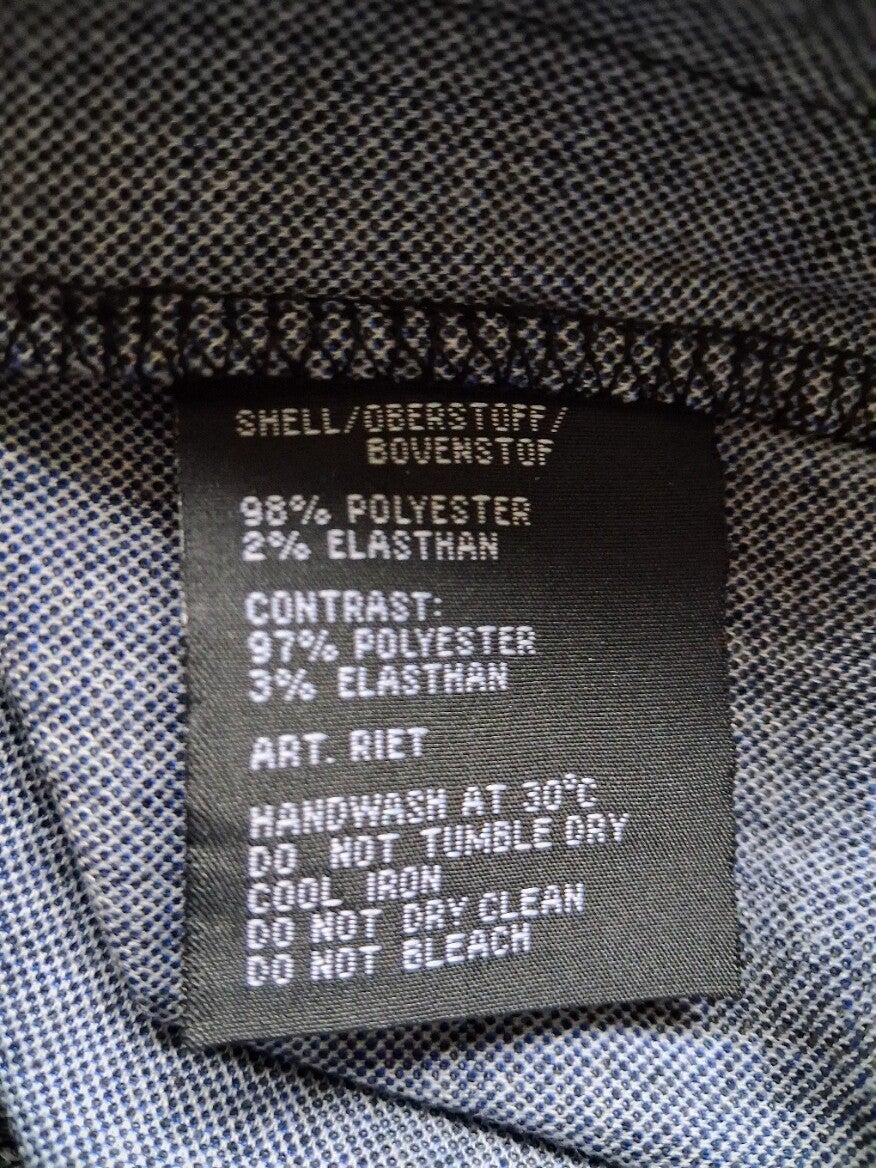 SHELL/OBERSTOFF/
BOVENSTOF
98% POLYESTER
2% ELASTHAN
CONTRAST:
97% POLYESTER
3% ELASTHAN
ART. RIET
HANDWASH AT 30°C
DO NOT TUMBLE DRY
COOL IRON
DO NOT DRY CLEAN
DO NOT BLEACH